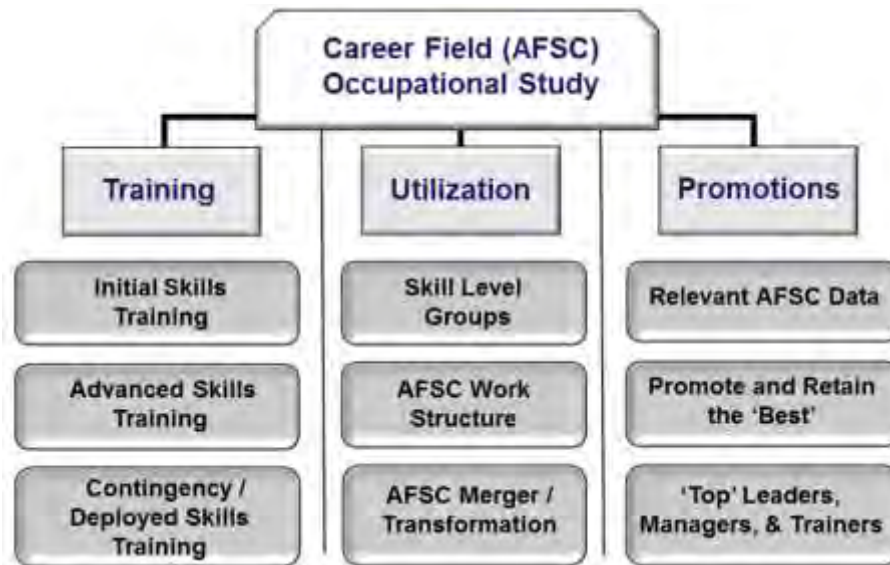 Career Field (AFSC)
Occupational Study
Training
Utilization
Promotions
Initial Skills
Training
Skill Level
Groups
Relevant AFSC Data
Advanced Skills
Training
AFSC Work
Structure
Promote and Retain
the ‘Best’
Contingency /
Deployed Skills
Training
AFSC Merger /
Transformation
‘Top’ Leaders,
Managers, & Trainers